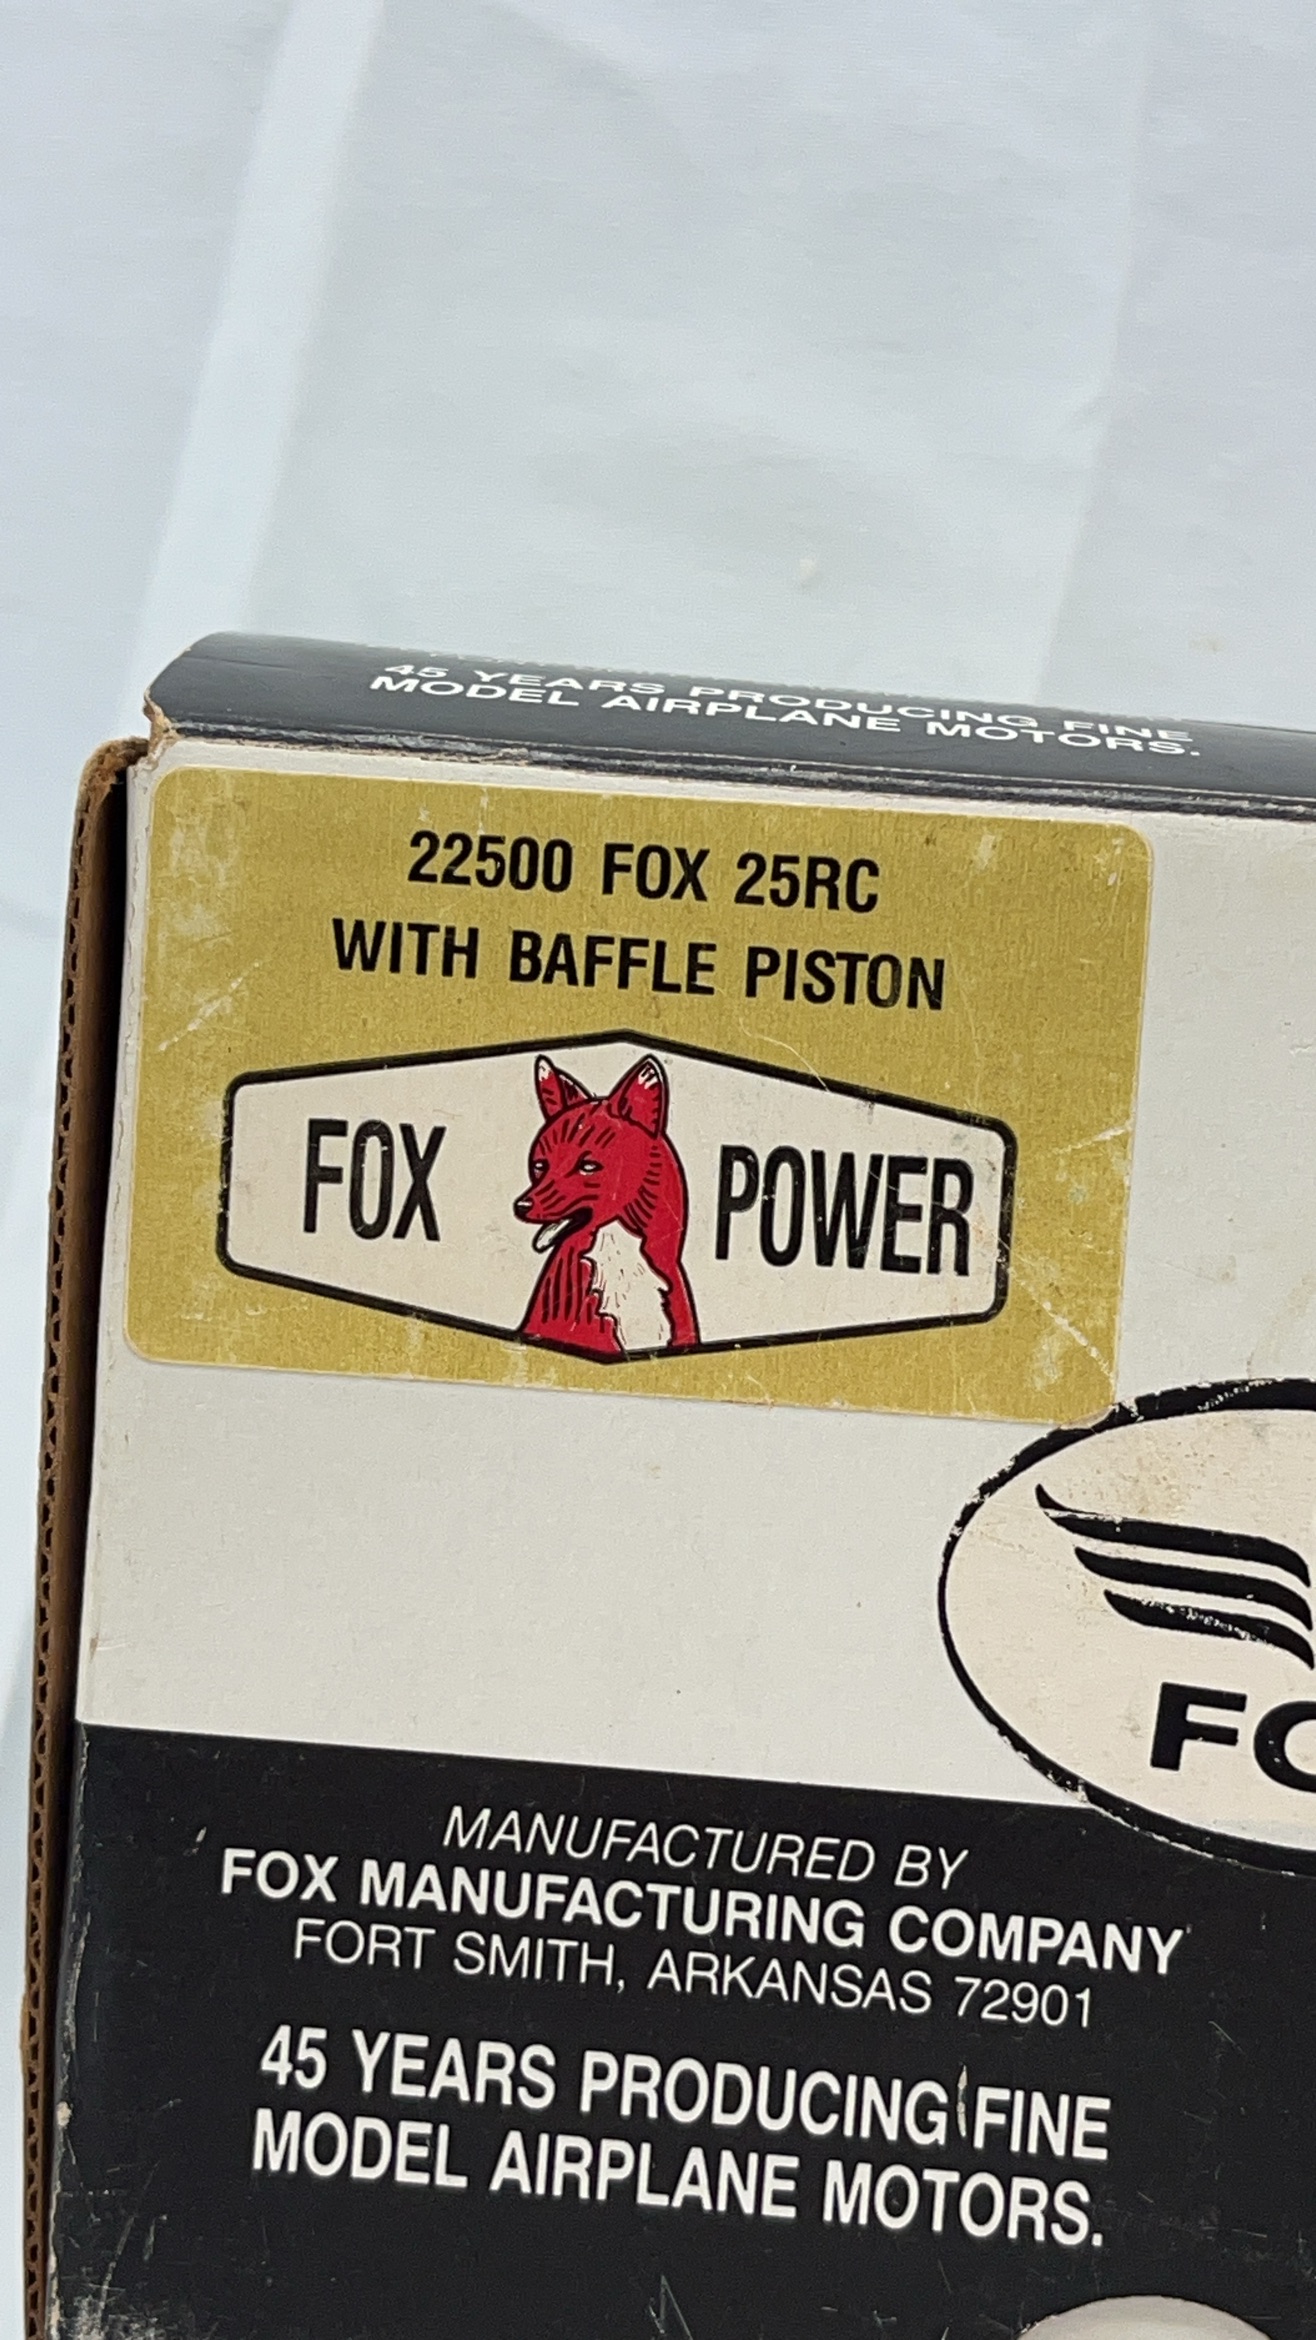 45 YEARS PRODUCING FINE
MODEL AIRPLANE MOTORS.
22500 FOX 25RC
WITH BAFFLE PISTON
FOX POWER
MANUFACTURED BY
FOX MANUFACTURING COMPANY
FORT SMITH, ARKANSAS 72901
45 YEARS PRODUCING FINE
MODEL AIRPLANE MOTORS.